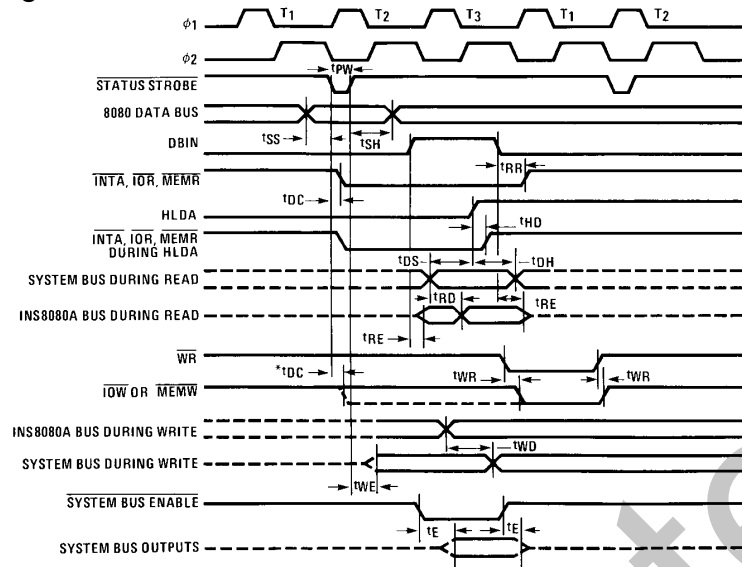 ϕ1 T1 T2 T3 T1 T2
ϕ2
tPW
STATUS STROBE
8080 DATA BUS
tSS tSH
DBIN
tRR
INTA, IOR, MEMR
tDC
HLDA
tHD
INTA, IOR, MEMR
DURING HLDA
tDS tDH
SYSTEM BUS DURING READ
tRD tRE
INS8080A BUS DURING READ
tRE
WR
*tDC tWR tWR
IOW OR MEMW
INS8080A BUS DURING WRITE
tWD
SYSTEM BUS DURING WRITE
tWE
SYSTEM BUS ENABLE
tE tE
SYSTEM BUS OUTPUTS